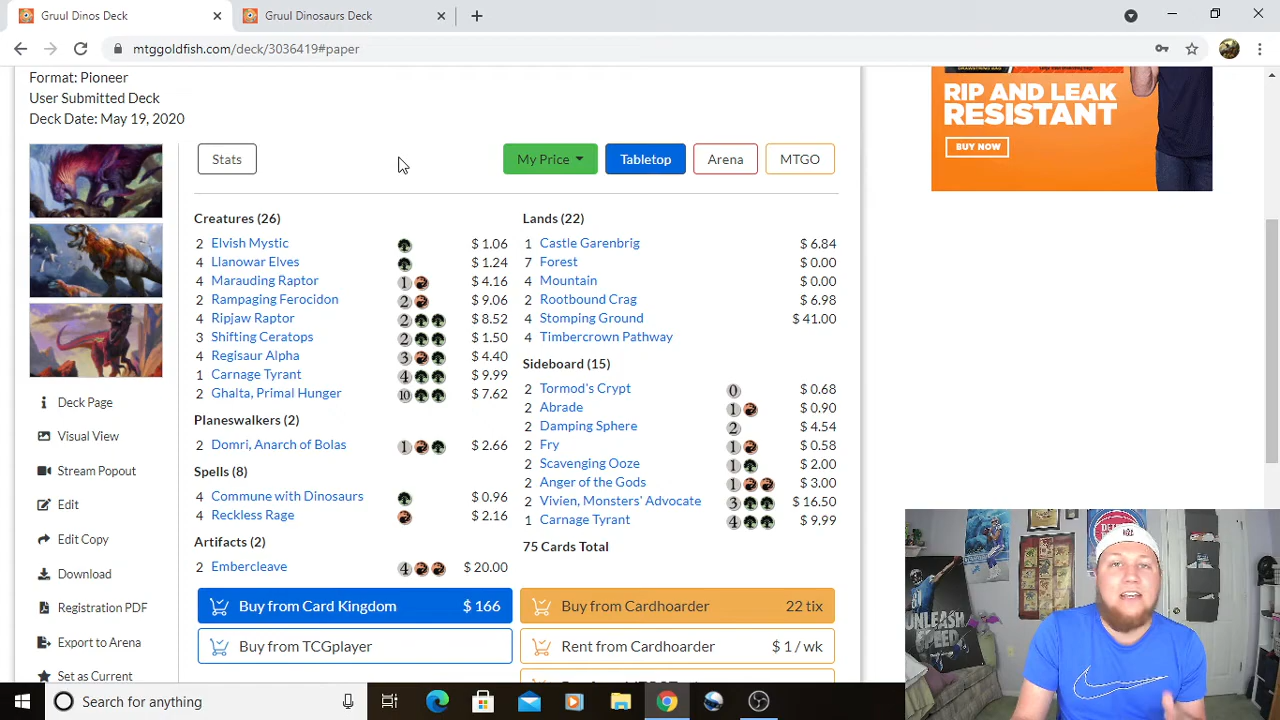 Gruul Dinos Deck
Gruul Dinosaurs Deck
mtggoldfish.com/deck/3036419#paper
Format: Pioneer
User Submitted Deck
Deck Date: May 19, 2020
Stats
My Price
Tabletop
Arena
MTGO
Creatures (26)
2 Elvish Mystic $ 1.06
4 Llanowar Elves $ 1.24
4 Marauding Raptor 1 $ 4.16
2 Rampaging Ferocidon 2 $ 9.06
4 Ripjaw Raptor 2 $ 8.52
3 Shifting Ceratops 2 $ 1.50
4 Regisaur Alpha 3 $ 4.40
1 Carnage Tyrant 4 $ 9.99
2 Ghalta, Primal Hunger 10 $ 7.62
Planeswalkers (2)
2 Domri, Anarch of Bolas 1 $ 2.66
Spells (8)
4 Commune with Dinosaurs $ 0.96
4 Reckless Rage $ 2.16
Artifacts (2)
2 Embercleave 4 $ 20.00
Lands (22)
1 Castle Garenbrig $ 6.84
7 Forest $ 0.00
4 Mountain $ 0.00
2 Rootbound Crag $ 6.98
4 Stomping Ground $ 41.00
4 Timbercrown Pathway
Sideboard (15)
2 Tormod's Crypt 0 $ 0.68
2 Abrade 1 $ 0.90
2 Damping Sphere 2 $ 4.54
2 Fry 1 $ 0.58
2 Scavenging Ooze 1 $ 2.00
2 Anger of the Gods 1 $ 3.00
2 Vivien, Monsters' Advocate 3 $ 16.50
1 Carnage Tyrant 4 $ 9.99
75 Cards Total
Buy from Card Kingdom $ 166
Buy from Cardhoarder 22 tix
Buy from TCGplayer
Rent from Cardhoarder $ 1 / wk
Deck Page
Visual View
Stream Popout
Edit
Edit Copy
Download
Registration PDF
Export to Arena
Set as Current
RIP AND LEAK
RESISTANT
BUY NOW
UNLEASH
SPEED
Search for anything